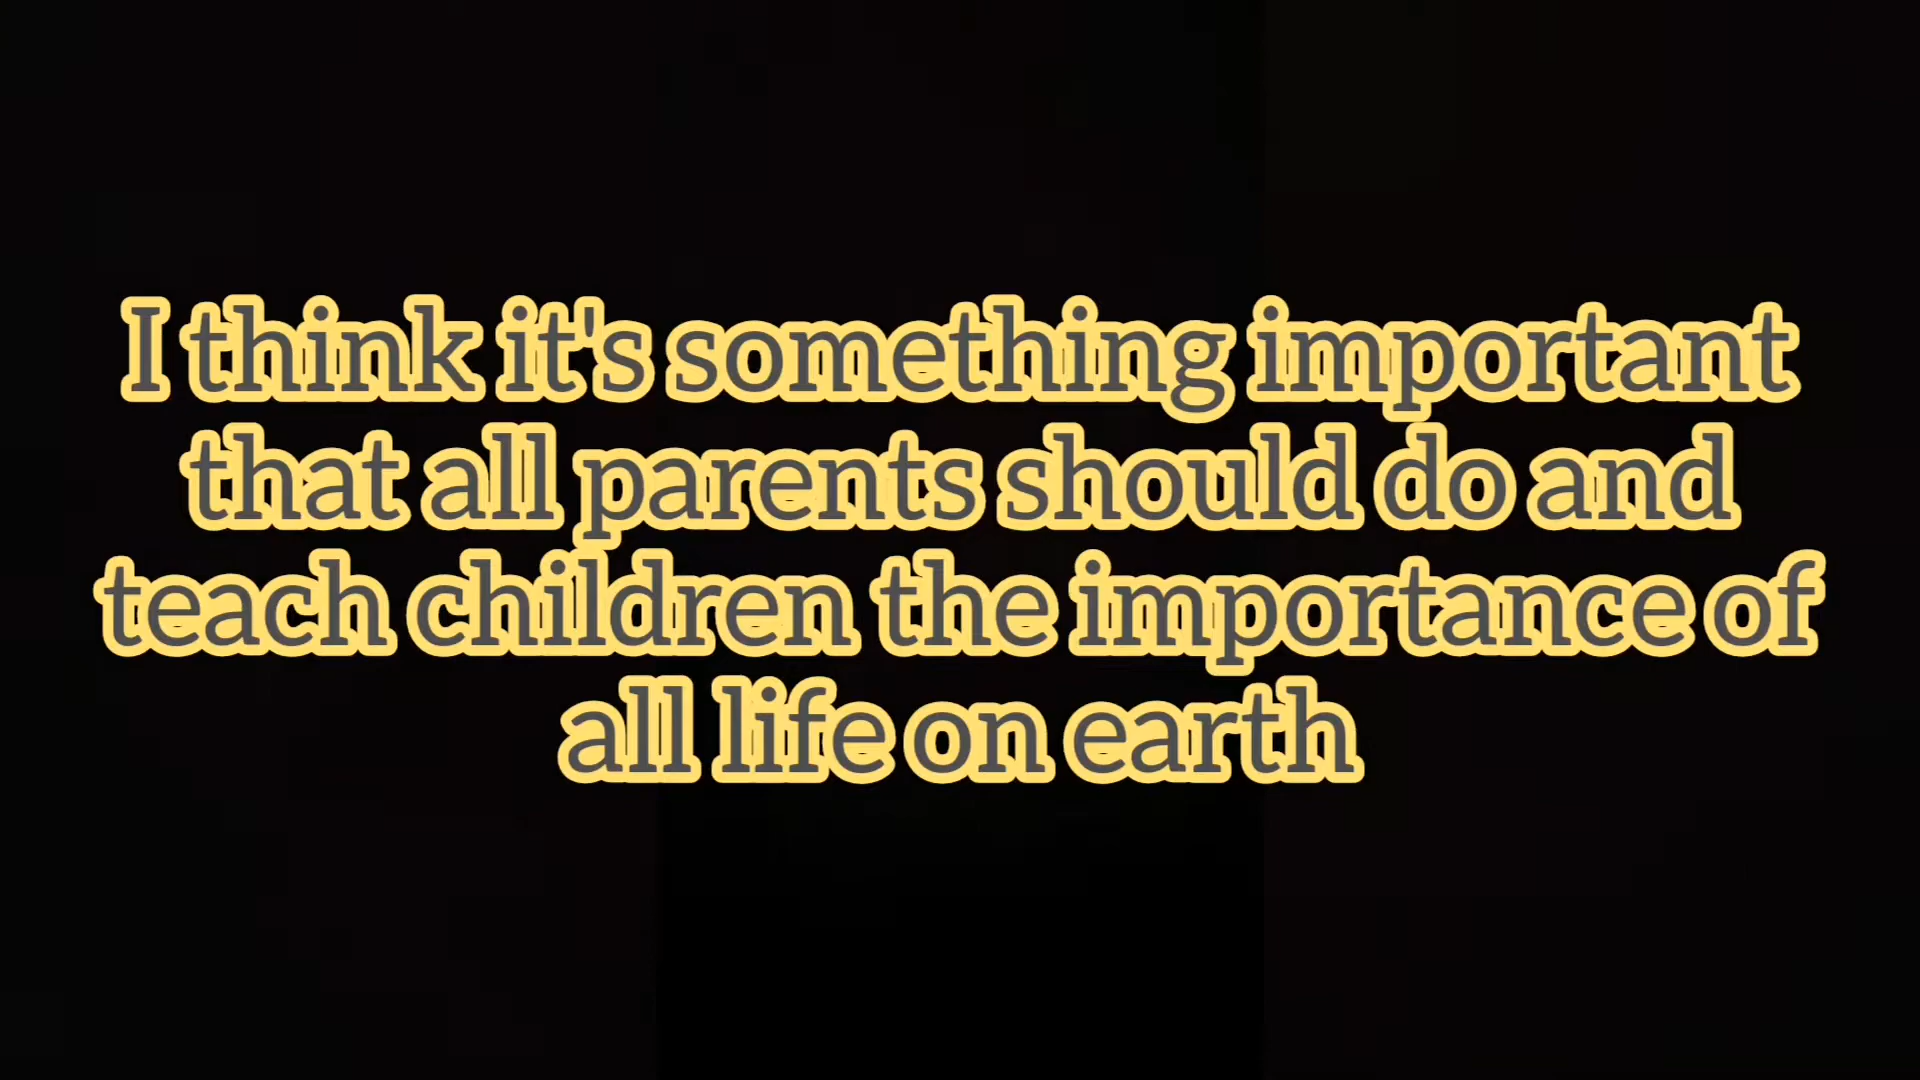 I think it's something important
that all parents should do and
teach children the importance of
all life on earth